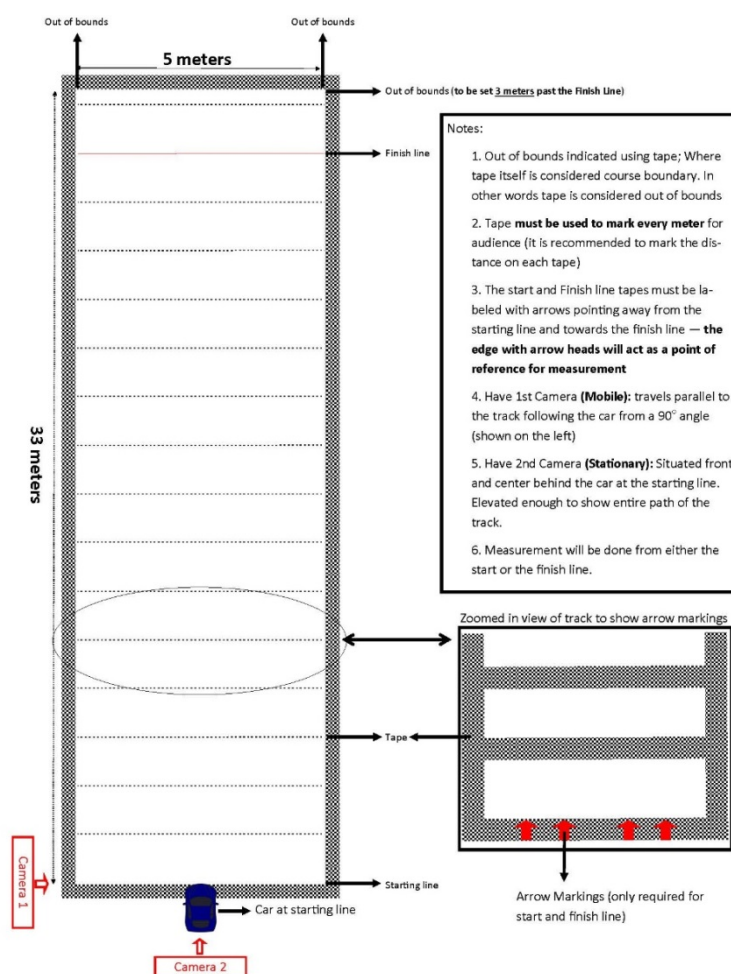 Out of bounds
Out of bounds
5 meters
Out of bounds (to be set 3 meters past the Finish Line)
Finish line
Notes:
1. Out of bounds indicated using tape; Where
tape itself is considered course boundary. In
other words tape is considered out of bounds
2. Tape must be used to mark every meter for
audience (it is recommended to mark the dis-
tance on each tape)
3. The start and Finish line tapes must be la-
beled with arrows pointing away from the
starting line and towards the finish line — the
edge with arrow heads will act as a point of
reference for measurement
4. Have 1st Camera (Mobile): travels parallel to
the track following the car from a 90° angle
(shown on the left)
5. Have 2nd Camera (Stationary): Situated front
and center behind the car at the starting line.
Elevated enough to show entire path of the
track.
6. Measurement will be done from either the
start or the finish line.
33 meters
Zoomed in view of track to show arrow markings
Tape
Camera 1
Starting line
Car at starting line
Arrow Markings (only required for
start and finish line)
Camera 2